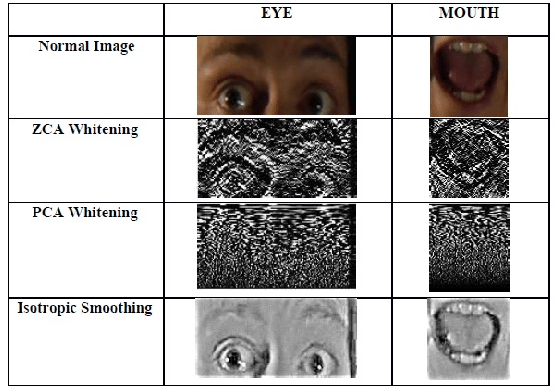 EYE MOUTH
Normal Image
ZCA Whitening
PCA Whitening
Isotropic Smoothing